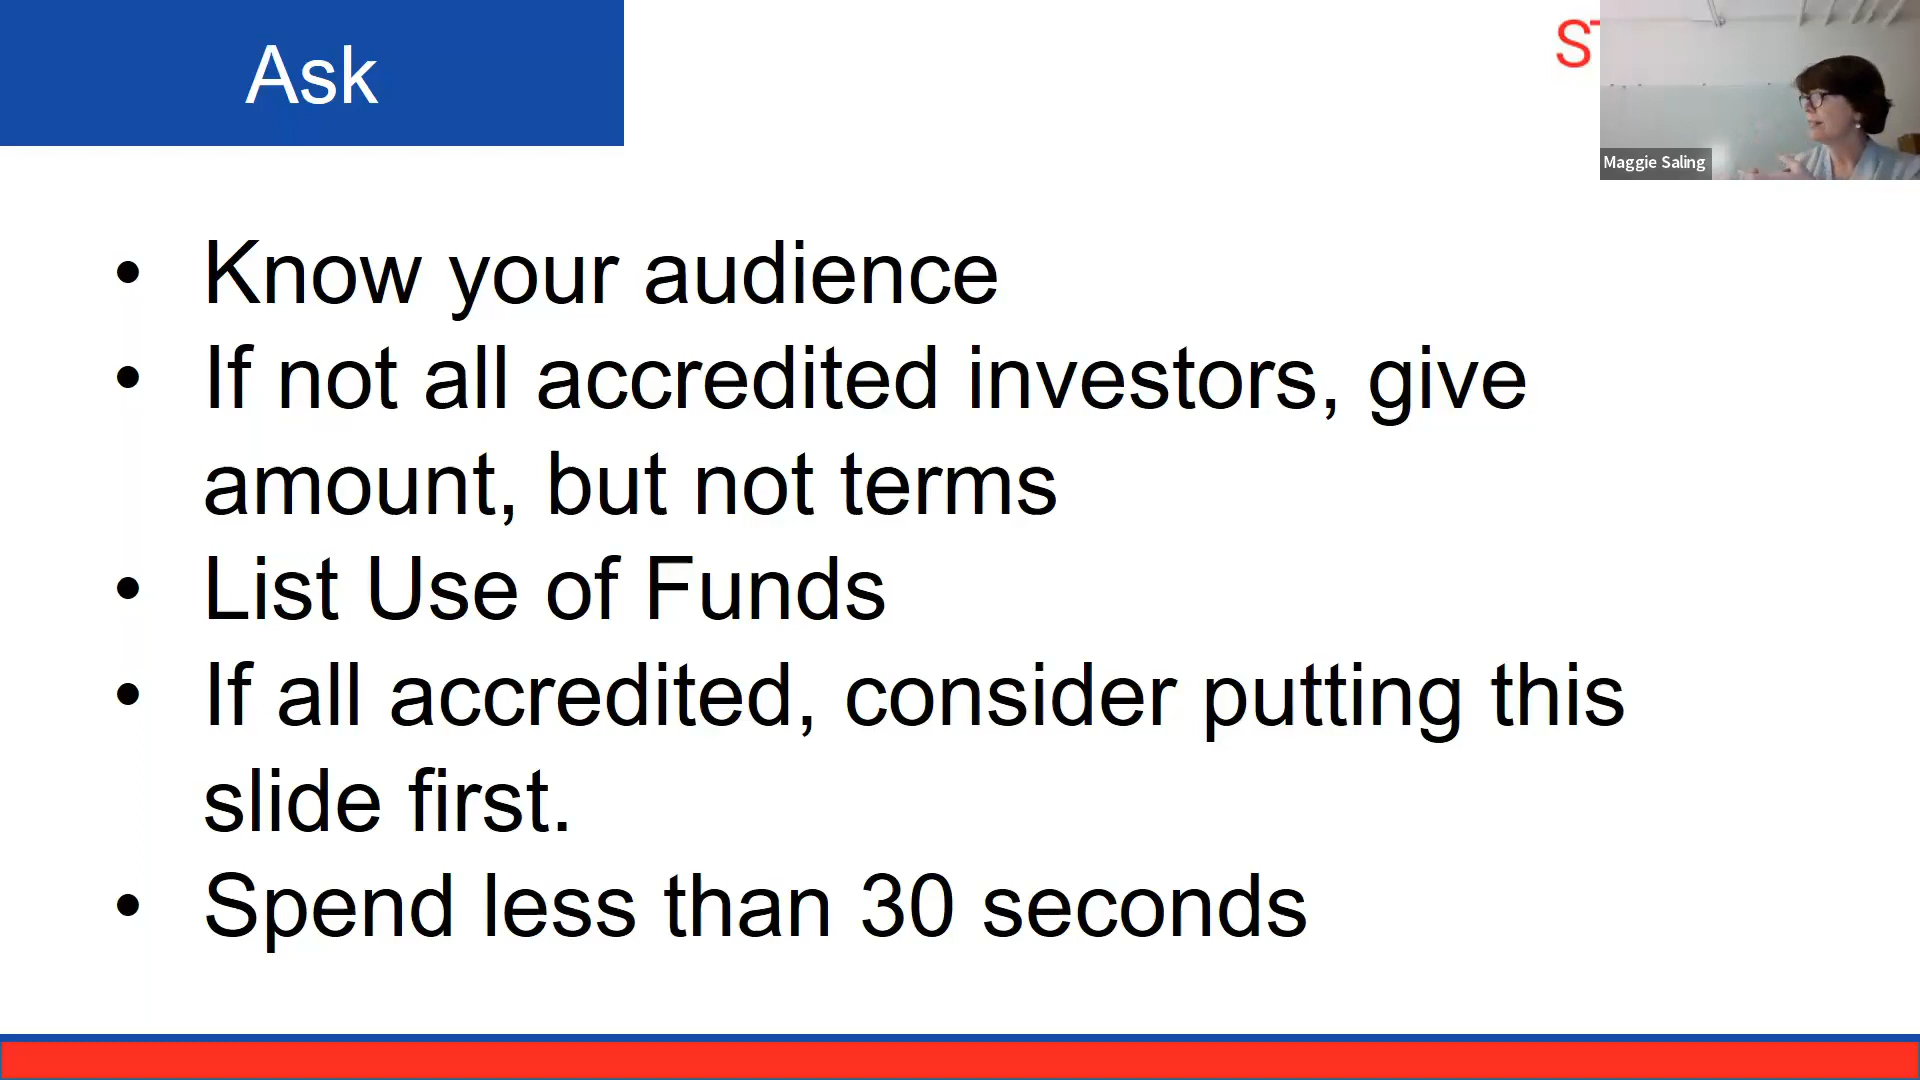 Ask
ST
Maggie Saling
• Know your audience
• If not all accredited investors, give
amount, but not terms
• List Use of Funds
• If all accredited, consider putting this
slide first.
• Spend less than 30 seconds